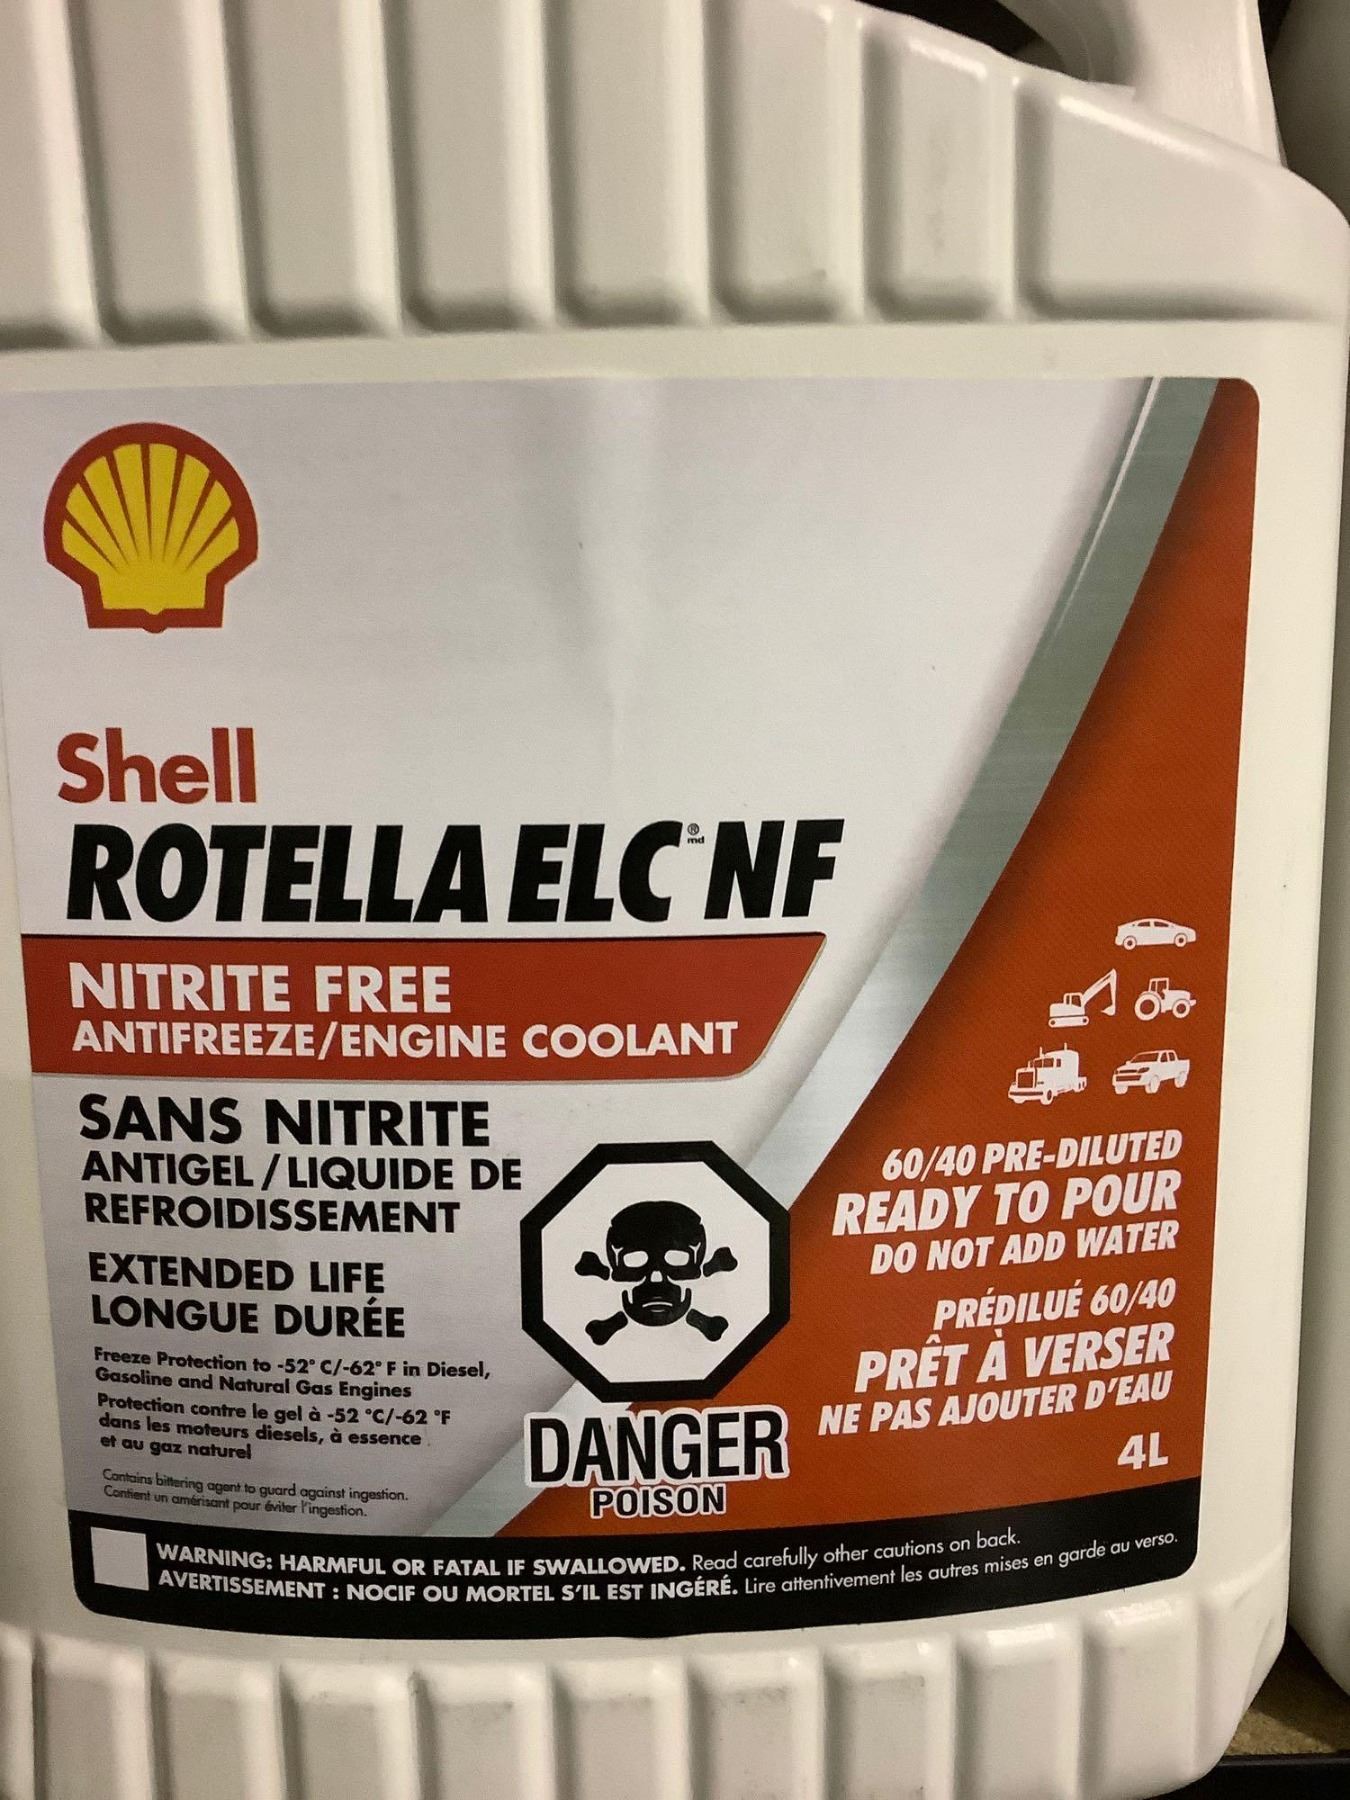 Shell
ROTELLA ELC®md NF
NITRITE FREE
ANTIFREEZE/ENGINE COOLANT
SANS NITRITE
ANTIGEL / LIQUIDE DE
REFROIDISSEMENT
EXTENDED LIFE
LONGUE DURÉE
Freeze Protection to -52° C/-62° F in Diesel,
Gasoline and Natural Gas Engines
Protection contre le gel à -52 °C/-62 °F
dans les moteurs diesels, à essence
et au gaz naturel
Contains bittering agent to guard against ingestion.
Contient un amérisant pour éviter l'ingestion.
DANGER
POISON
60/40 PRE-DILUTED
READY TO POUR
DO NOT ADD WATER
PRÉDILUÉ 60/40
PRÊT À VERSER
NE PAS AJOUTER D'EAU
4L
WARNING: HARMFUL OR FATAL IF SWALLOWED. Read carefully other cautions on back.
AVERTISSEMENT : NOCIF OU MORTEL S'IL EST INGÉRÉ. Lire attentivement les autres mises en garde au verso.